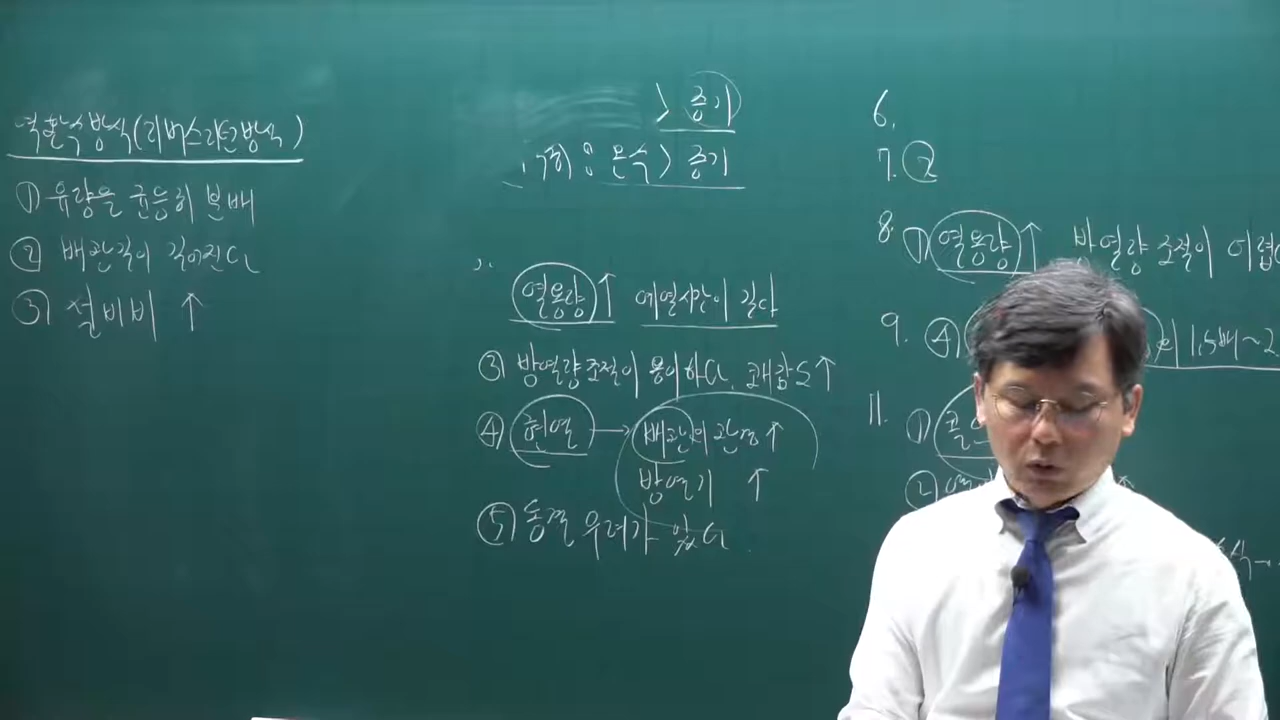 역환수방식(리버스리턴방식)
① 유량을 균등히 분배
② 배관길이 길어진다
③ 설비비 ↑
> 증기
: 온수 > 증기
열용량↑ 예열시간이 길다
③ 방열량 조절이 용이하다. 쾌감도↑
④ 현열 → 배관의 관경↑
방열기 ↑
⑤ 동결 우려가 있다.
6.
7. ②
8. ① 열용량↑ 방열량 조절이 어렵
9. ④ 1.5배~2
11. ①
②